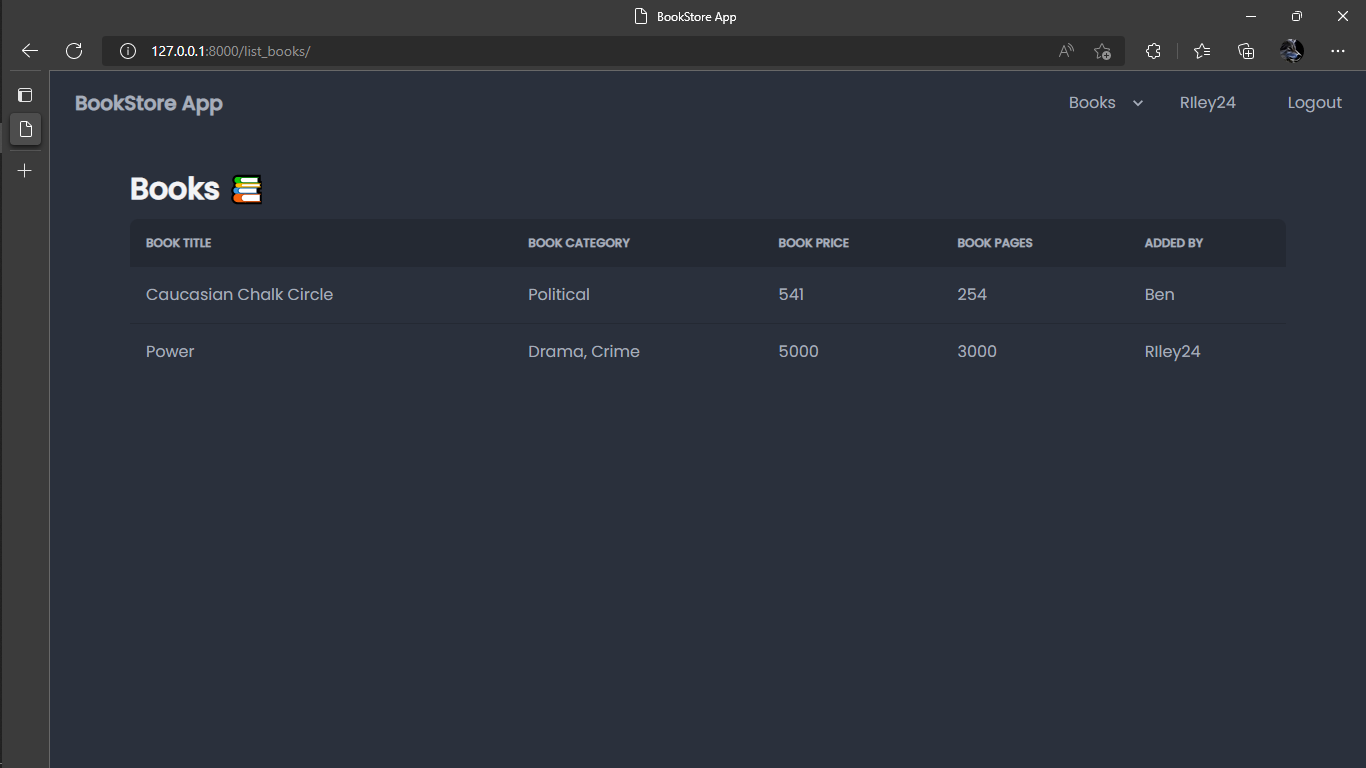 BookStore App
127.0.0.1:8000/list_books/
BookStore App
Books RIley24 Logout
Books
BOOK TITLE BOOK CATEGORY BOOK PRICE BOOK PAGES ADDED BY
Caucasian Chalk Circle Political 541 254 Ben
Power Drama, Crime 5000 3000 RIley24